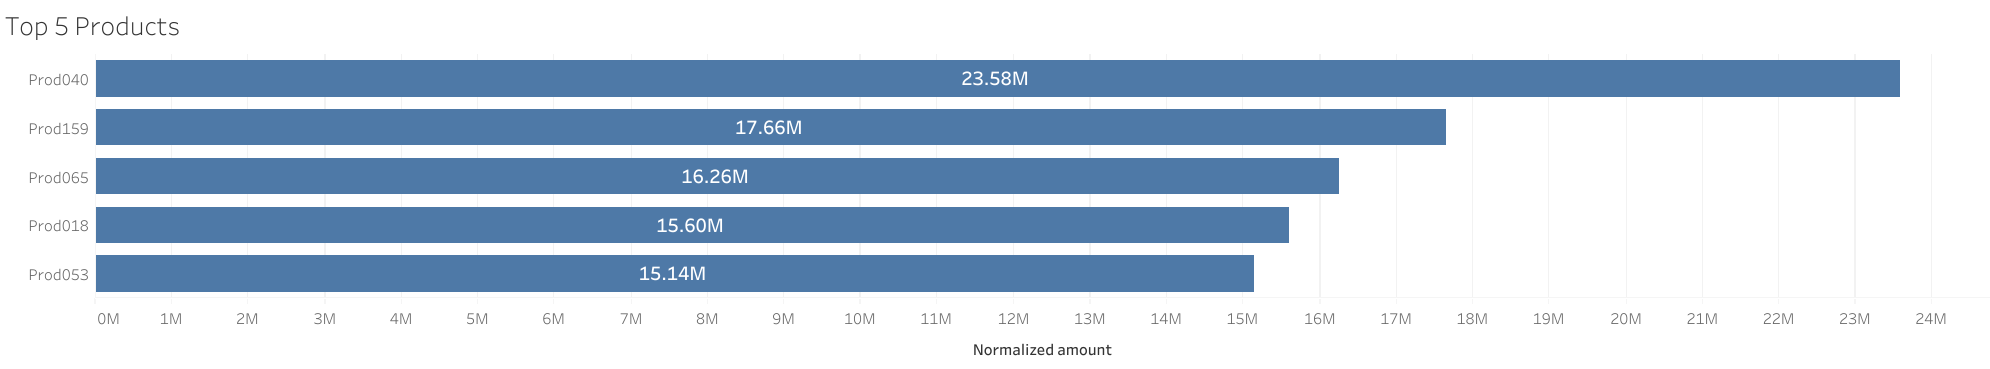 Top 5 Products
Prod040 23.58M
Prod159 17.66M
Prod065 16.26M
Prod018 15.60M
Prod053 15.14M
0M 1M 2M 3M 4M 5M 6M 7M 8M 9M 10M 11M 12M 13M 14M 15M 16M 17M 18M 19M 20M 21M 22M 23M 24M
Normalized amount